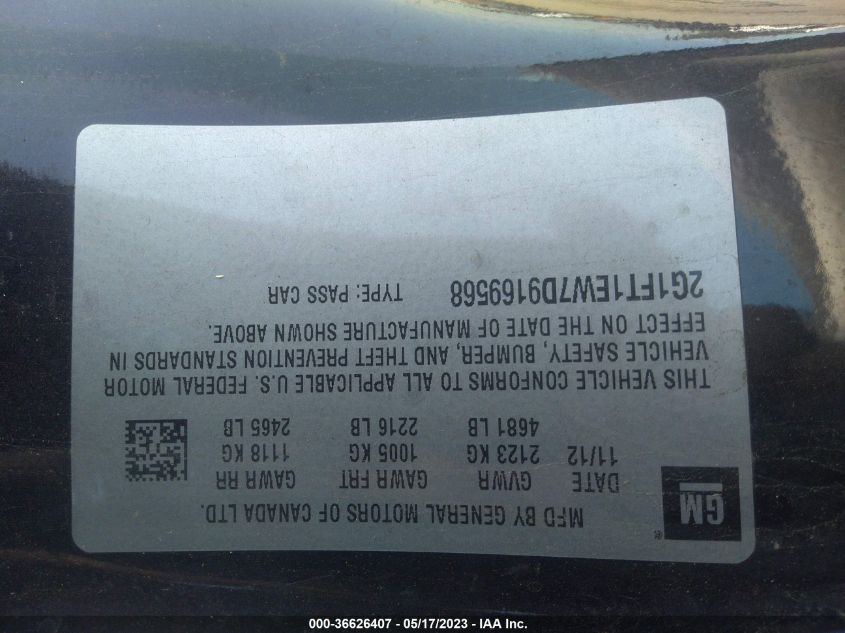 MFD BY GENERAL MOTORS OF CANADA LTD.
GM
®
DATE GVWR GAWR FRT GAWR RR
11/12 2123 KG 1005 KG 1118 KG
4681 LB 2216 LB 2465 LB
THIS VEHICLE CONFORMS TO ALL APPLICABLE U.S. FEDERAL MOTOR
VEHICLE SAFETY, BUMPER, AND THEFT PREVENTION STANDARDS IN
EFFECT ON THE DATE OF MANUFACTURE SHOWN ABOVE.
2G1FT1EW7D9169568 TYPE: PASS CAR
000-36626407 - 05/17/2023 - IAA Inc.